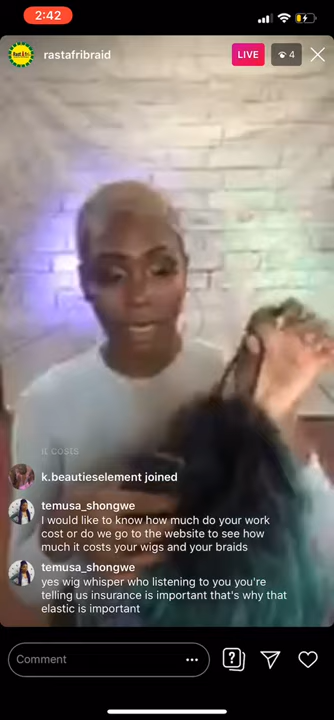 2:42
rastafribraid
LIVE
4
IL COSTS
k.beautieselement joined
temusa_shongwe
I would like to know how much do your work
cost or do we go to the website to see how
much it costs your wigs and your braids
temusa_shongwe
yes wig whisper who listening to you you're
telling us insurance is important that's why that
elastic is important
Comment